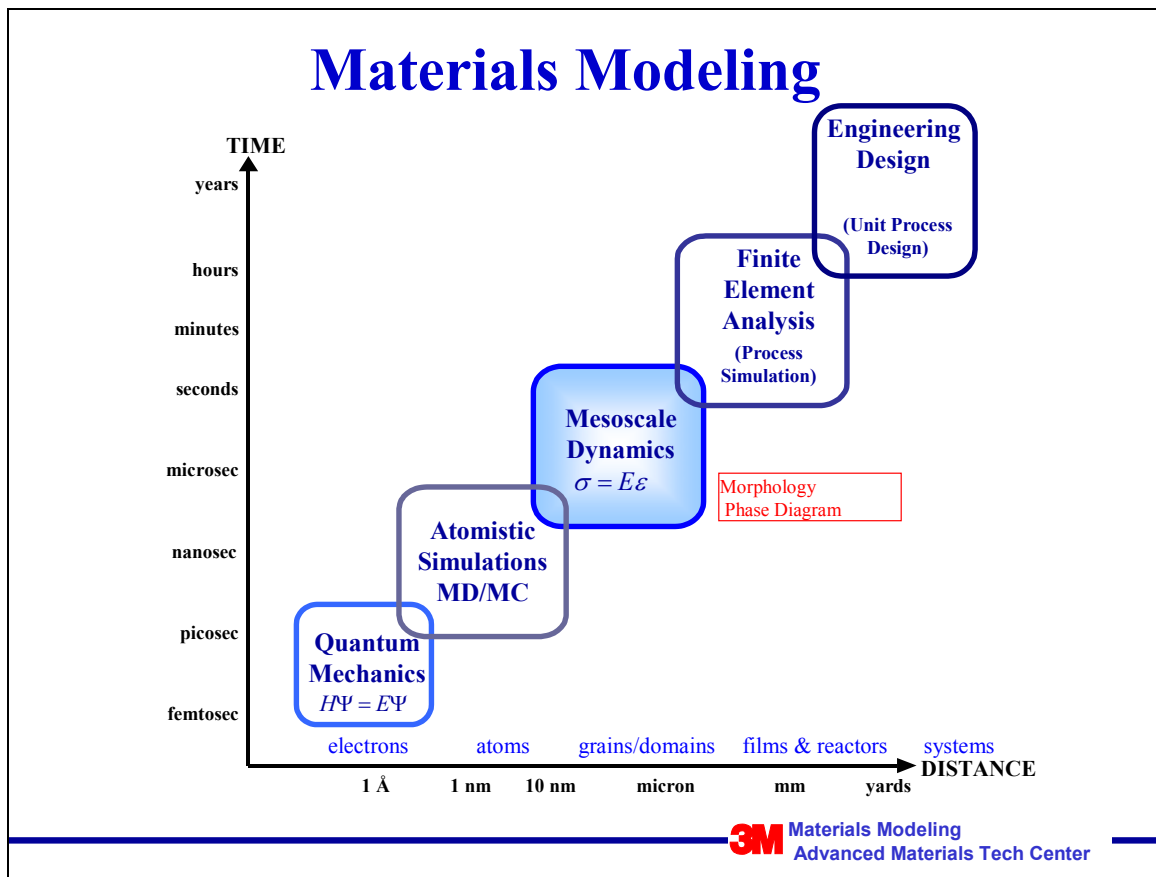 Materials Modeling
TIME
years
hours
minutes
seconds
microsec
nanosec
picosec
femtosec
Engineering
Design
(Unit Process
Design)
Finite
Element
Analysis
(Process
Simulation)
Mesoscale
Dynamics
σ = Eε
Morphology
Phase Diagram
Atomistic
Simulations
MD/MC
Quantum
Mechanics
HΨ = EΨ
electrons atoms grains/domains films & reactors systems
DISTANCE
1 Å 1 nm 10 nm micron mm yards
3M Materials Modeling
Advanced Materials Tech Center